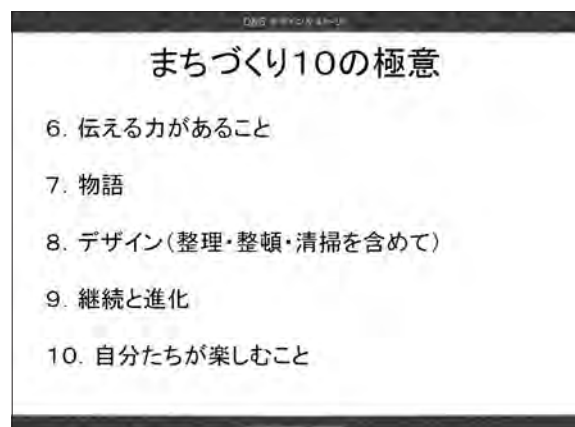 まちづくり10の極意
6. 伝える力があること
7. 物語
8. デザイン(整理・整頓・清掃を含めて)
9. 継続と進化
10. 自分たちが楽しむこと